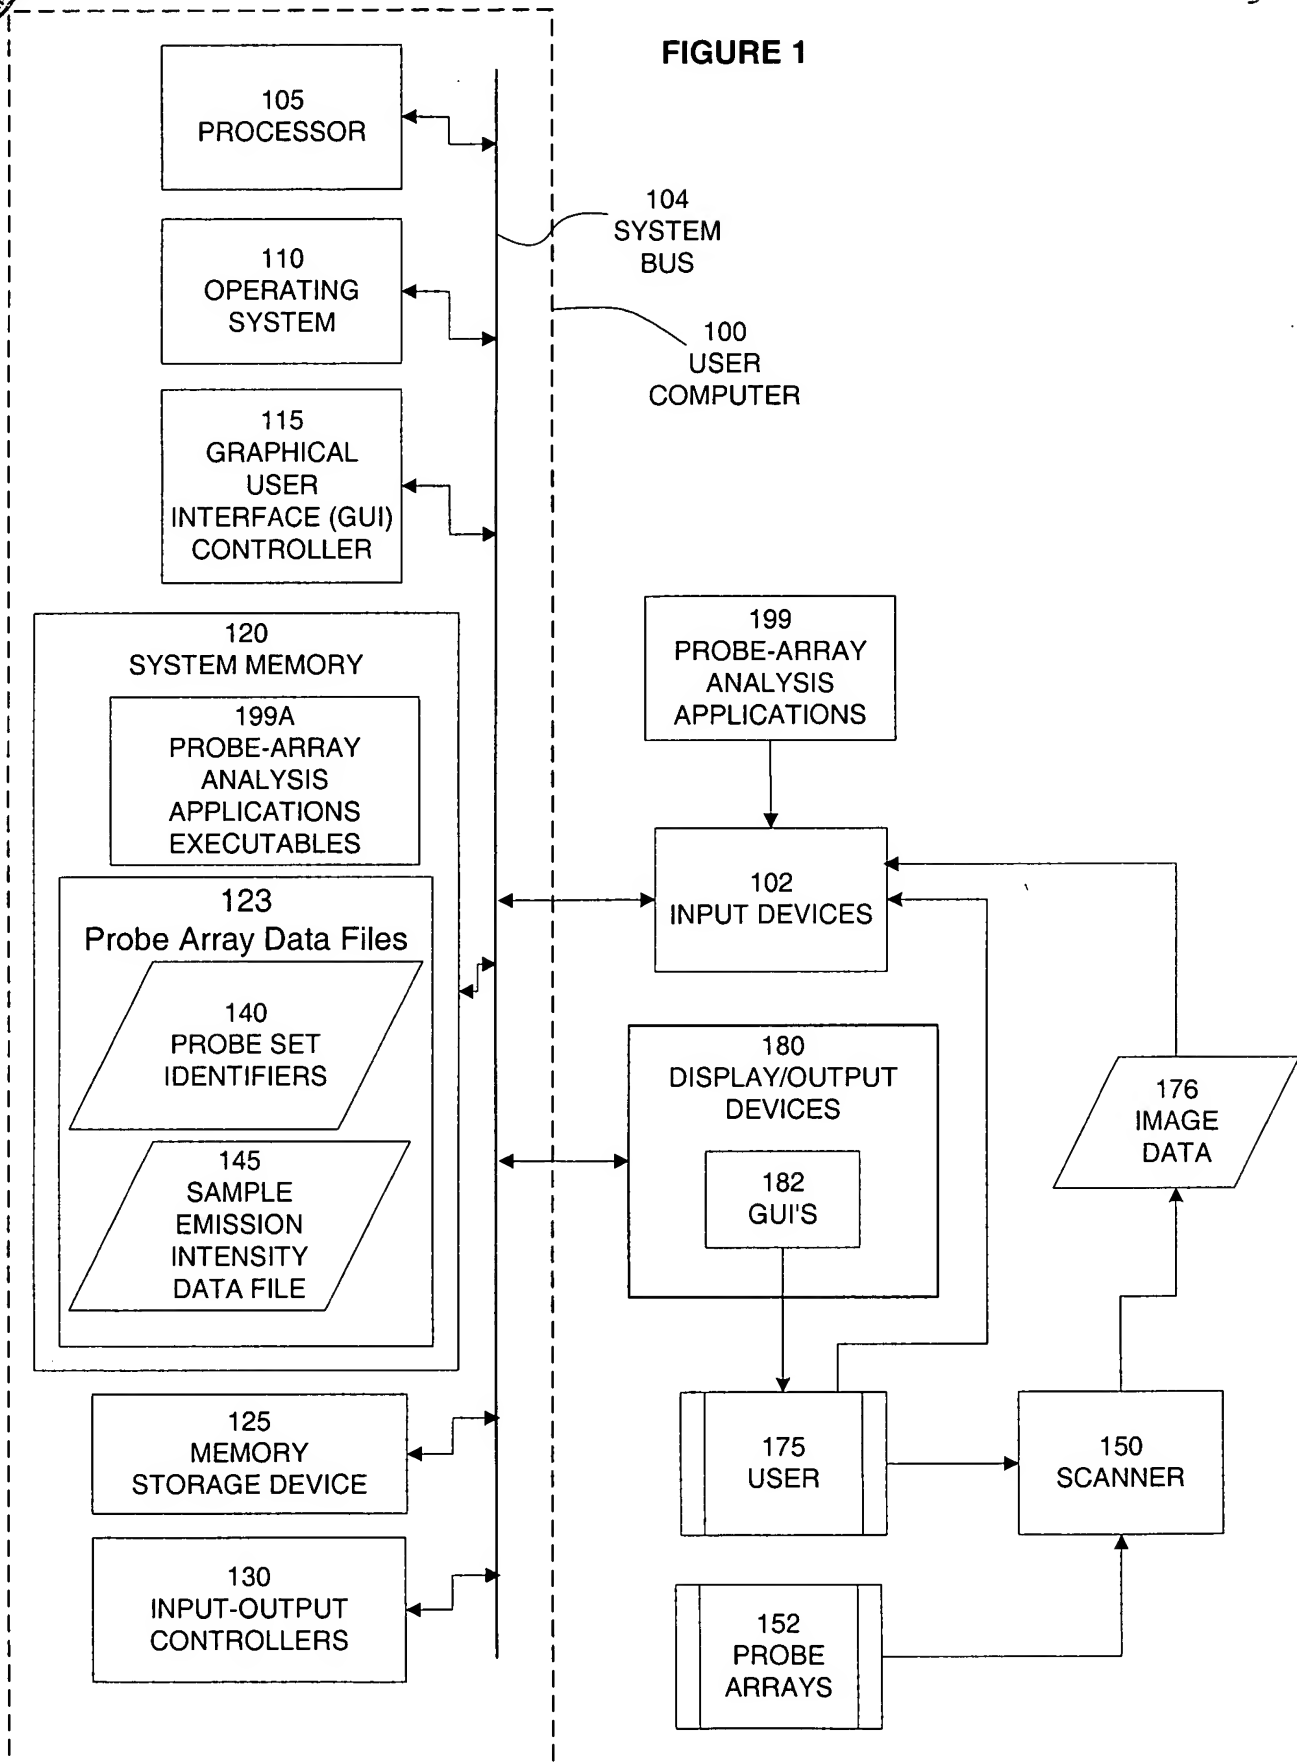 FIGURE 1
105
PROCESSOR
104
SYSTEM
BUS
110
OPERATING
SYSTEM
100
USER
COMPUTER
115
GRAPHICAL
USER
INTERFACE (GUI)
CONTROLLER
120
SYSTEM MEMORY
199A
PROBE-ARRAY
ANALYSIS
APPLICATIONS
EXECUTABLES
123
Probe Array Data Files
140
PROBE SET
IDENTIFIERS
145
SAMPLE
EMISSION
INTENSITY
DATA FILE
125
MEMORY
STORAGE DEVICE
130
INPUT-OUTPUT
CONTROLLERS
199
PROBE-ARRAY
ANALYSIS
APPLICATIONS
102
INPUT DEVICES
180
DISPLAY/OUTPUT
DEVICES
182
GUI'S
176
IMAGE
DATA
175
USER
150
SCANNER
152
PROBE
ARRAYS